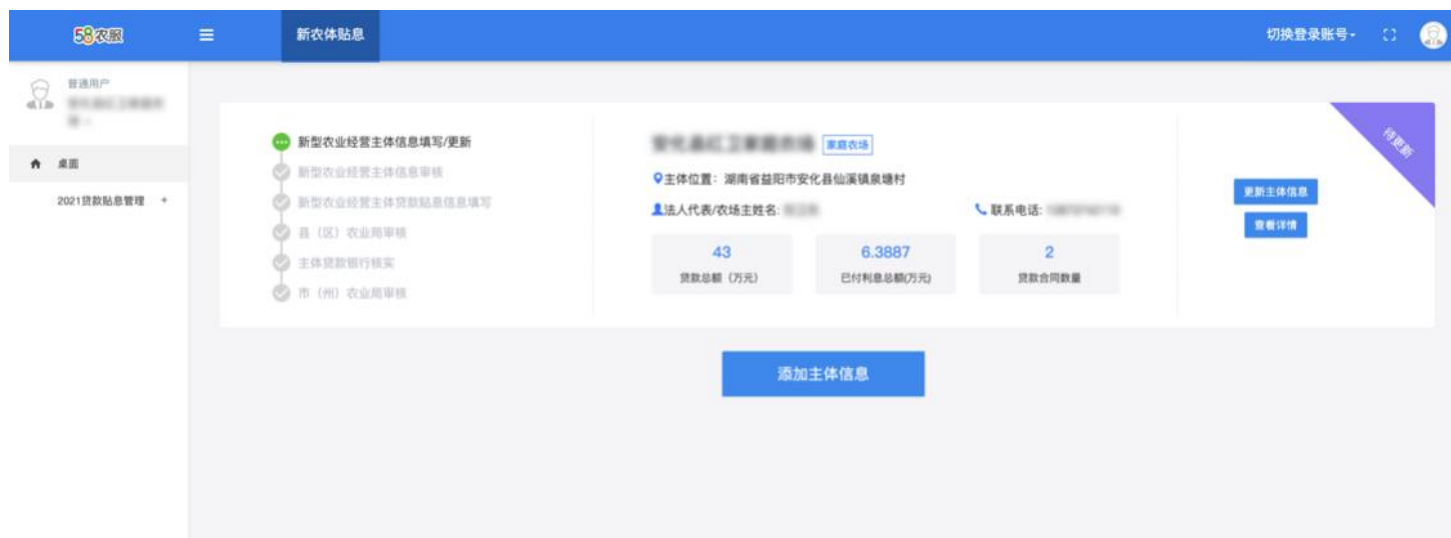 58农服
新农体贴息
切换登录账号
普通用户
桌面
2021贷款贴息管理 +
新型农业经营主体信息填写/更新
新型农业经营主体信息审核
新型农业经营主体贷款贴息信息填写
县（区）农业局审核
主体贷款银行核实
市（州）农业局审核
家庭农场
主体位置：湖南省益阳市安化县仙溪镇泉塘村
法人代表/农场主姓名:
联系电话:
43
贷款总额（万元）
6.3887
已付利息总额(万元)
2
贷款合同数量
待更新
更新主体信息
查看详情
添加主体信息